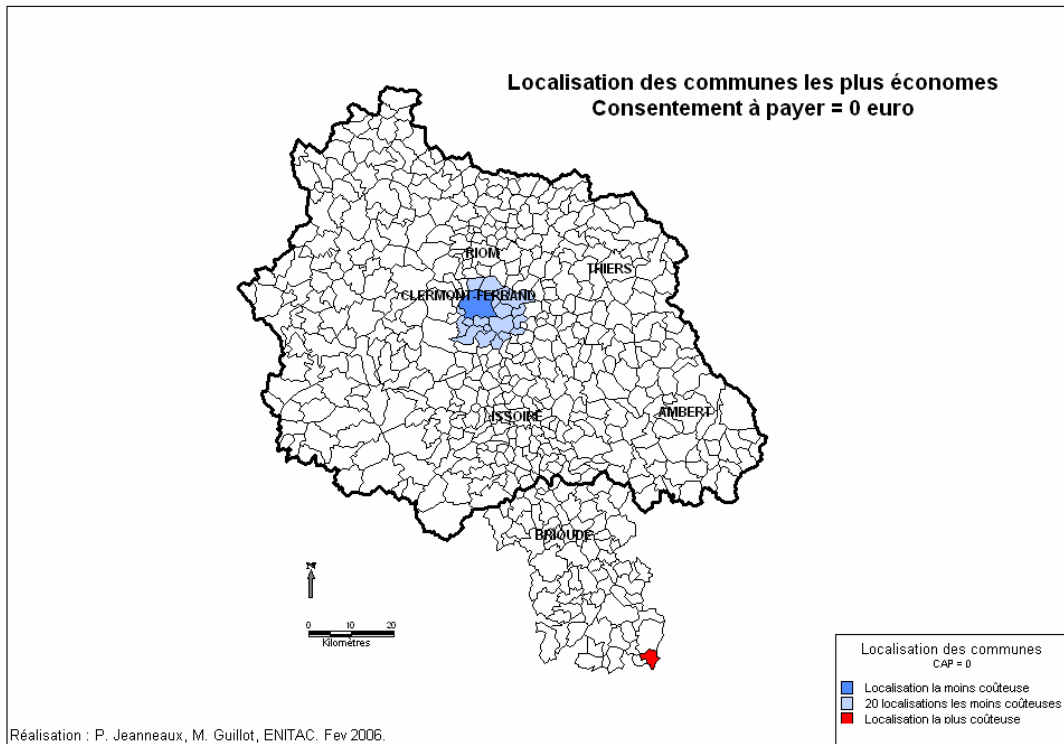 Localisation des communes les plus économes
Consentement à payer = 0 euro
RIOM
THIERS
CLERMONT-FERRAND
ISSOIRE
AMBERT
BRIOUDE
N
0 10 20
Kilomètres
Localisation des communes
CAP = 0
Localisation la moins coûteuse
20 localisations les moins coûteuses
Localisation la plus coûteuse
Réalisation : P. Jeanneaux, M. Guillot, ENITAC. Fev 2006.